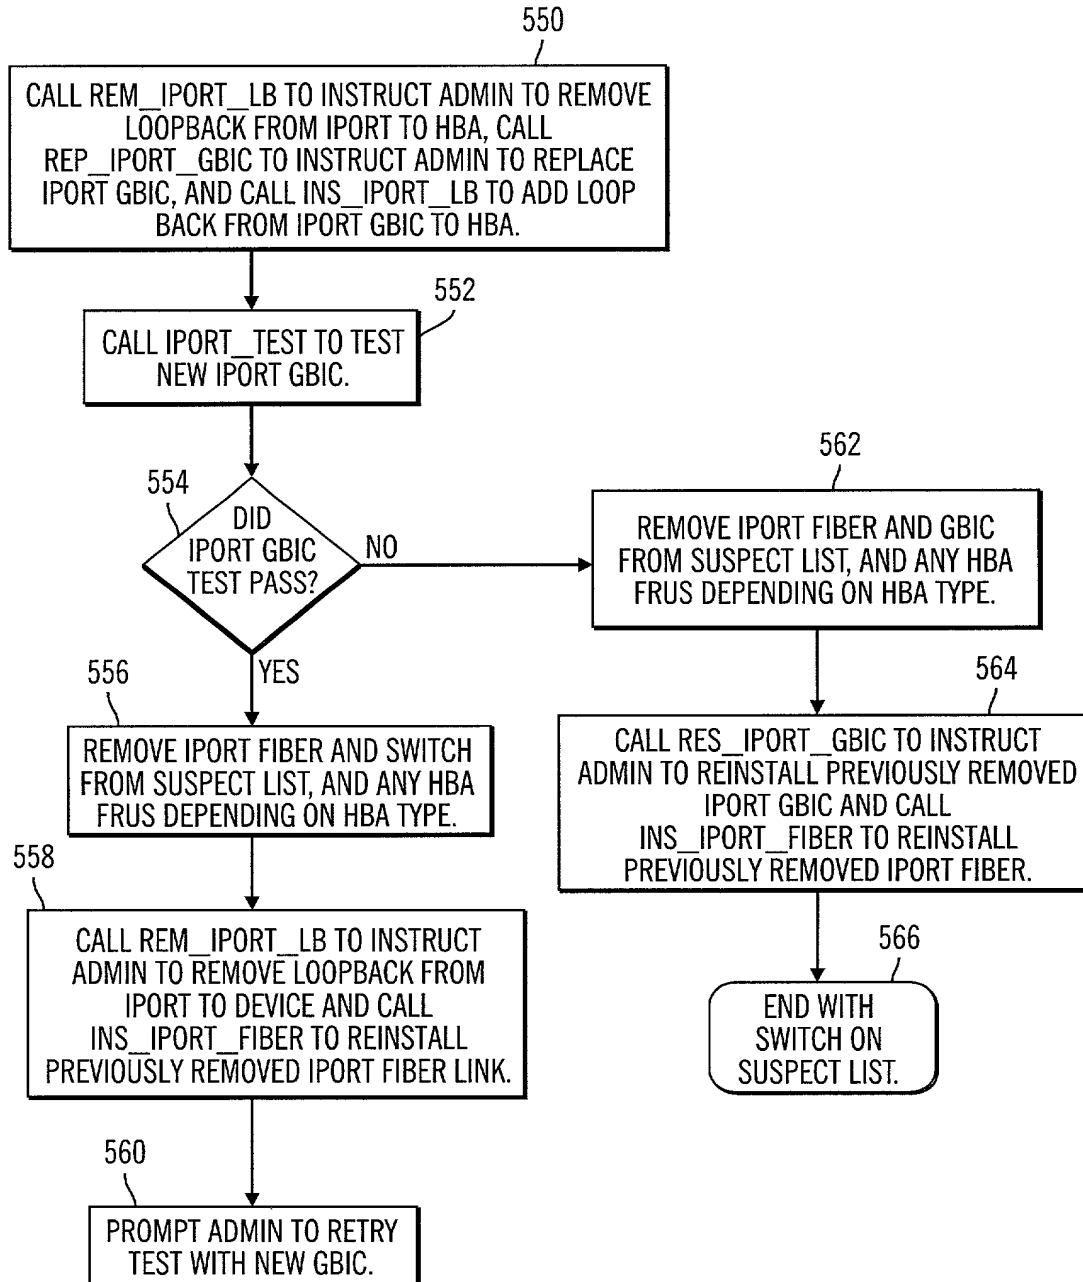 550
CALL REM_IPORT_LB TO INSTRUCT ADMIN TO REMOVE
LOOPBACK FROM IPORT TO HBA, CALL
REP_IPORT_GBIC TO INSTRUCT ADMIN TO REPLACE
IPORT GBIC, AND CALL INS_IPORT_LB TO ADD LOOP
BACK FROM IPORT GBIC TO HBA.
552
CALL IPORT_TEST TO TEST
NEW IPORT GBIC.
554
DID
IPORT GBIC
TEST PASS?
NO
YES
562
REMOVE IPORT FIBER AND GBIC
FROM SUSPECT LIST, AND ANY HBA
FRUS DEPENDING ON HBA TYPE.
556
REMOVE IPORT FIBER AND SWITCH
FROM SUSPECT LIST, AND ANY HBA
FRUS DEPENDING ON HBA TYPE.
564
CALL RES_IPORT_GBIC TO INSTRUCT
ADMIN TO REINSTALL PREVIOUSLY REMOVED
IPORT GBIC AND CALL
INS_IPORT_FIBER TO REINSTALL
PREVIOUSLY REMOVED IPORT FIBER.
558
CALL REM_IPORT_LB TO INSTRUCT
ADMIN TO REMOVE LOOPBACK FROM
IPORT TO DEVICE AND CALL
INS_IPORT_FIBER TO REINSTALL
PREVIOUSLY REMOVED IPORT FIBER LINK.
566
END WITH
SWITCH ON
SUSPECT LIST.
560
PROMPT ADMIN TO RETRY
TEST WITH NEW GBIC.